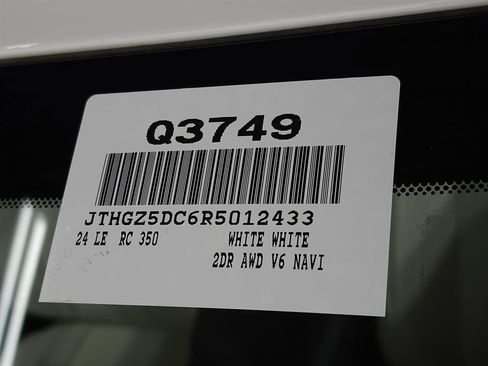 Q3749
JTHGZ5DC6R5012433
24 LE RC 350 WHITE WHITE
2DR AWD V6 NAVI